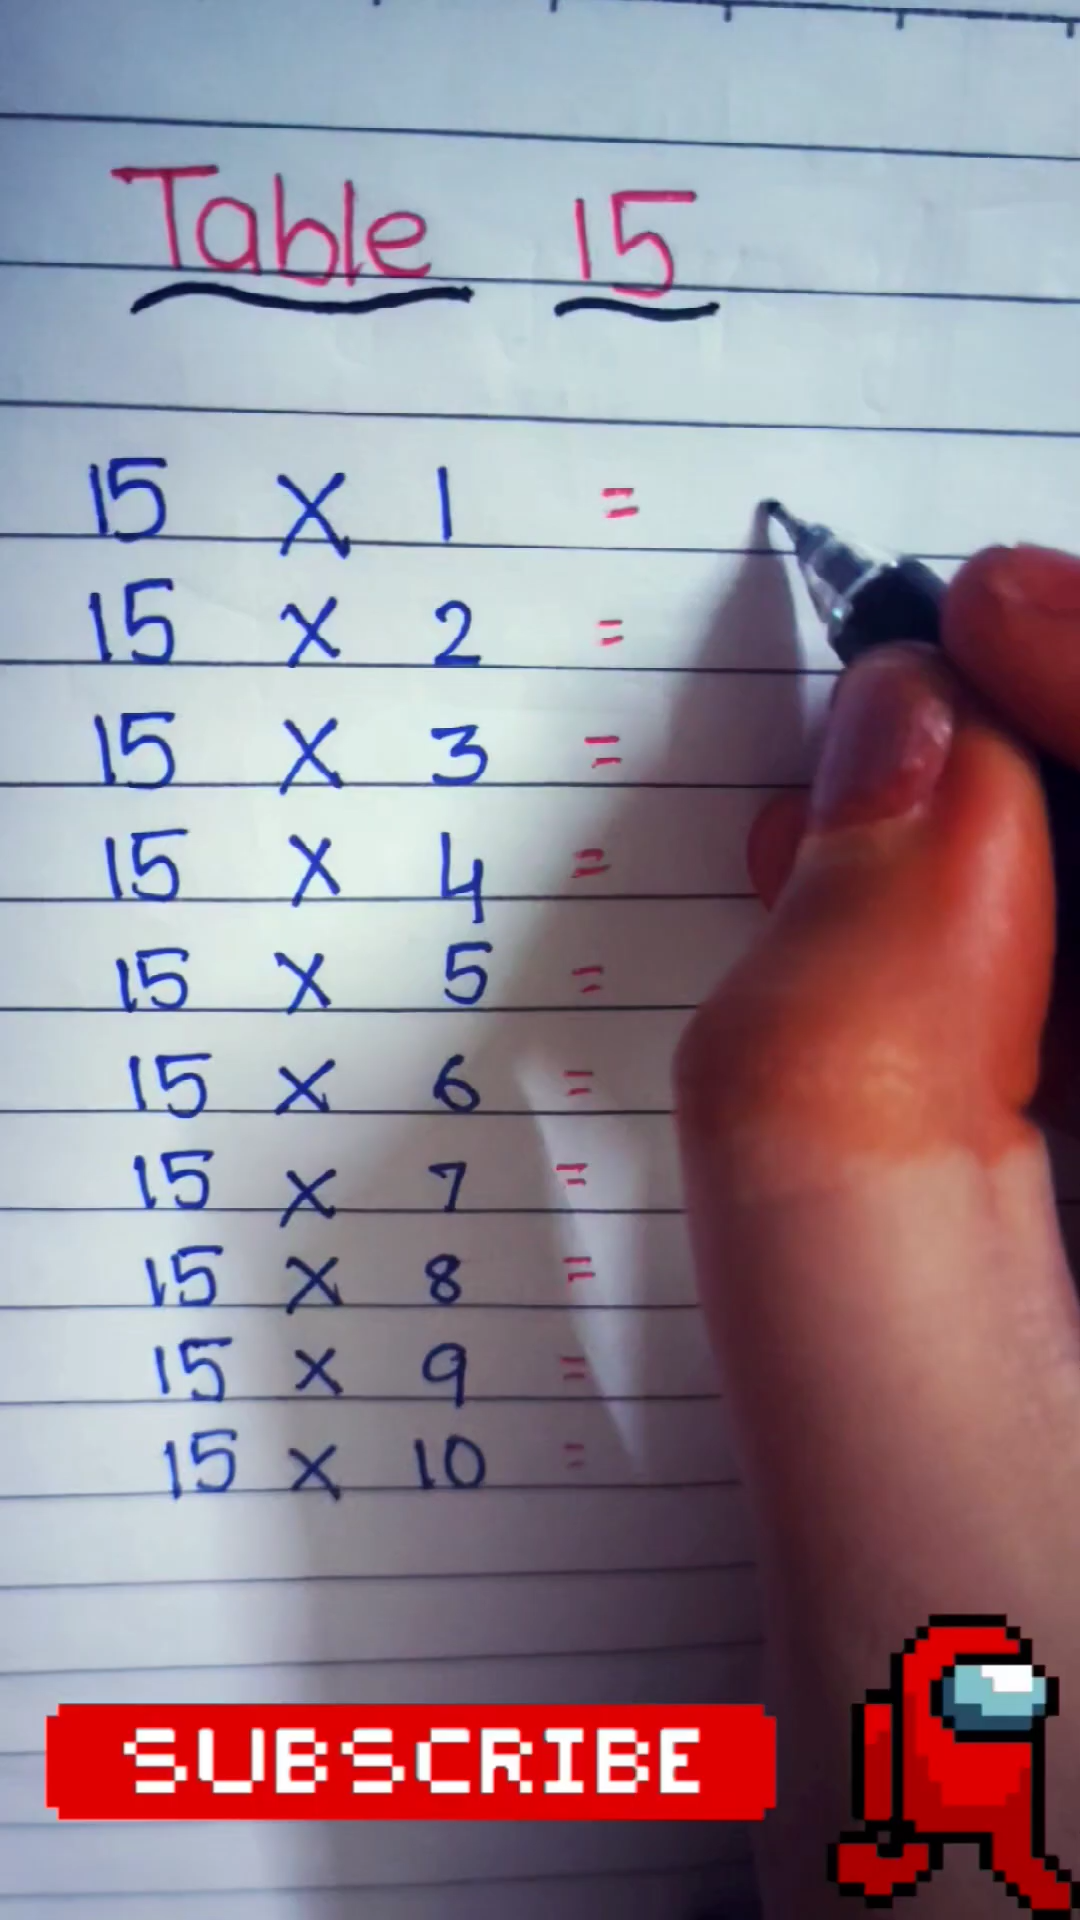 Table 15
15 X 1 =
15 X 2 =
15 X 3 =
15 X 4 =
15 X 5 =
15 X 6 =
15 X 7 =
15 X 8 =
15 X 9 =
15 X 10 =
SUBSCRIBE